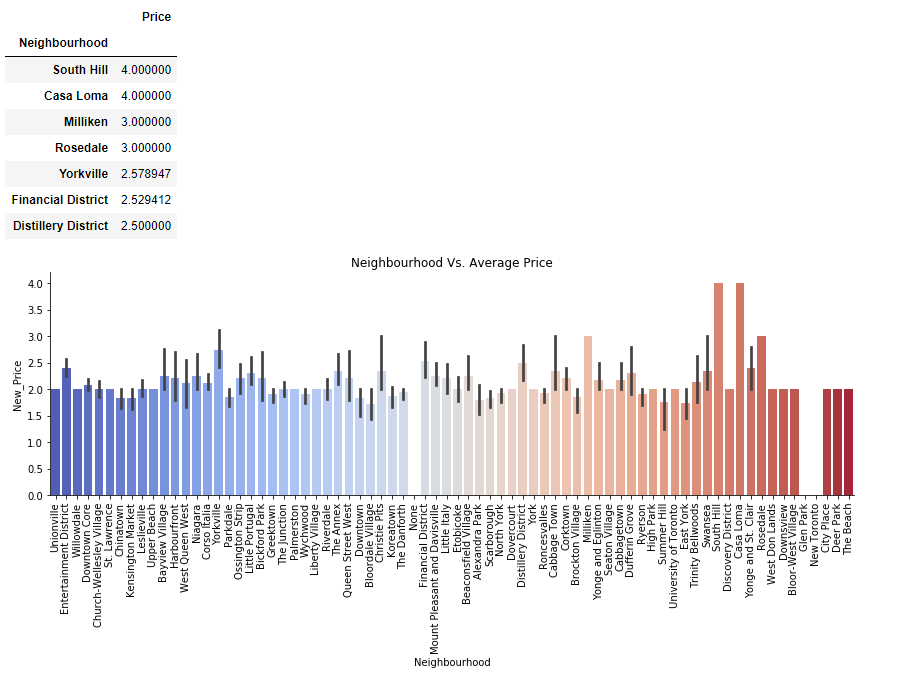 Price
Neighbourhood
South Hill 4.000000
Casa Loma 4.000000
Milliken 3.000000
Rosedale 3.000000
Yorkville 2.578947
Financial District 2.529412
Distillery District 2.500000
Neighbourhood Vs. Average Price
New_Price
4.0
3.5
3.0
2.5
2.0
1.5
1.0
0.5
0.0
Unionville
Entertainment District
Willowdale
Downtown Core
Church-Wellesley Village
St. Lawrence
Chinatown
Kensington Market
Leslieville
Upper Beach
Bayview Village
Harbourfront
West Queen West
Niagara
Corso Italia
Yorkville
Parkdale
Ossington Strip
Little Portugal
Bickford Park
Greektown
The Junction
Palmerston
Wychwood
Liberty Village
Riverdale
The Annex
Queen Street West
Downtown
Bloordale Village
Christie Pits
Koreatown
The Danforth
None
Financial District
Mount Pleasant and Davisville
Little Italy
Etobicoke
Beaconsfield Village
Alexandra Park
Scarborough
North York
Dovercourt
Distillery District
York
Roncesvalles
Cabbage Town
Corktown
Brockton Village
Milliken
Yonge and Eglinton
Seaton Village
Cabbagetown
Dufferin Grove
Ryerson
High Park
Summer Hill
University of Toronto
East York
Trinity Bellwoods
Swansea
South Hill
Discovery District
Casa Loma
Yonge and St. Clair
Rosedale
West Don Lands
Downsview
Bloor-West Village
Glen Park
New Toronto
City Place
Deer Park
The Beach
Neighbourhood